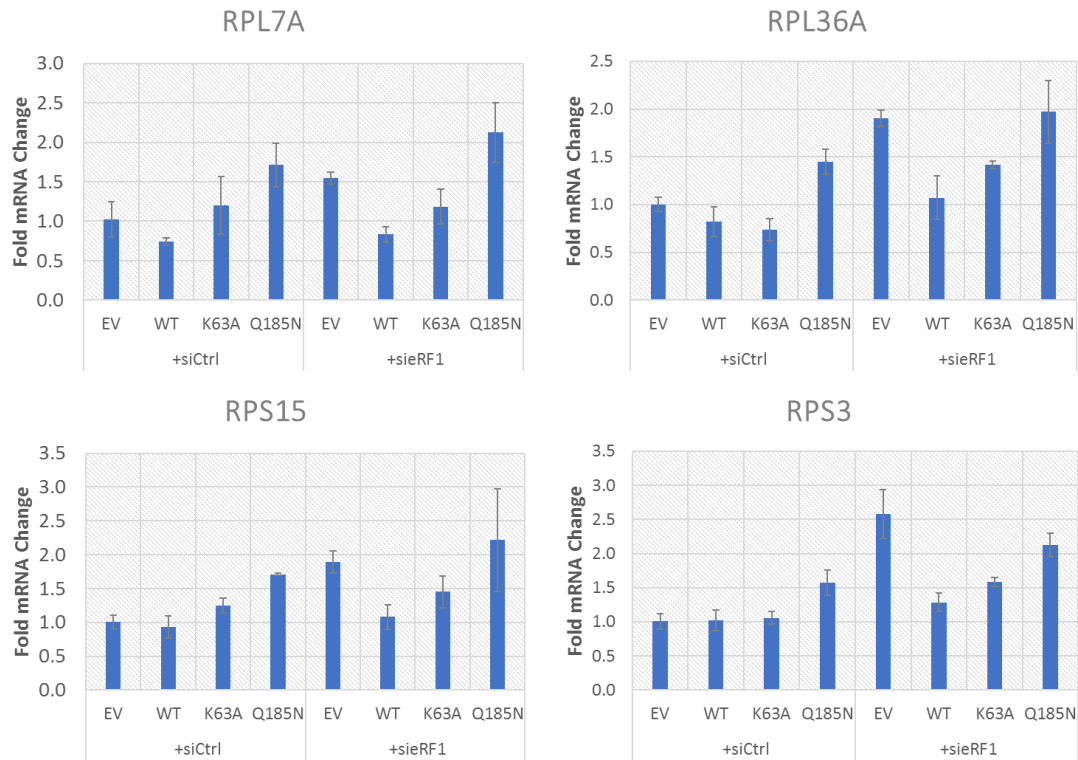 RPL7A
Fold mRNA Change
3.0
2.5
2.0
1.5
1.0
0.5
0.0
EV WT K63A Q185N EV WT K63A Q185N
+siCtrl +sieRF1
RPL36A
Fold mRNA Change
2.5
2.0
1.5
1.0
0.5
0.0
EV WT K63A Q185N EV WT K63A Q185N
+siCtrl +sieRF1
RPS15
Fold mRNA Change
3.5
3.0
2.5
2.0
1.5
1.0
0.5
0.0
EV WT K63A Q185N EV WT K63A Q185N
+siCtrl +sieRF1
RPS3
Fold mRNA Change
3.5
3.0
2.5
2.0
1.5
1.0
0.5
0.0
EV WT K63A Q185N EV WT K63A Q185N
+siCtrl +sieRF1